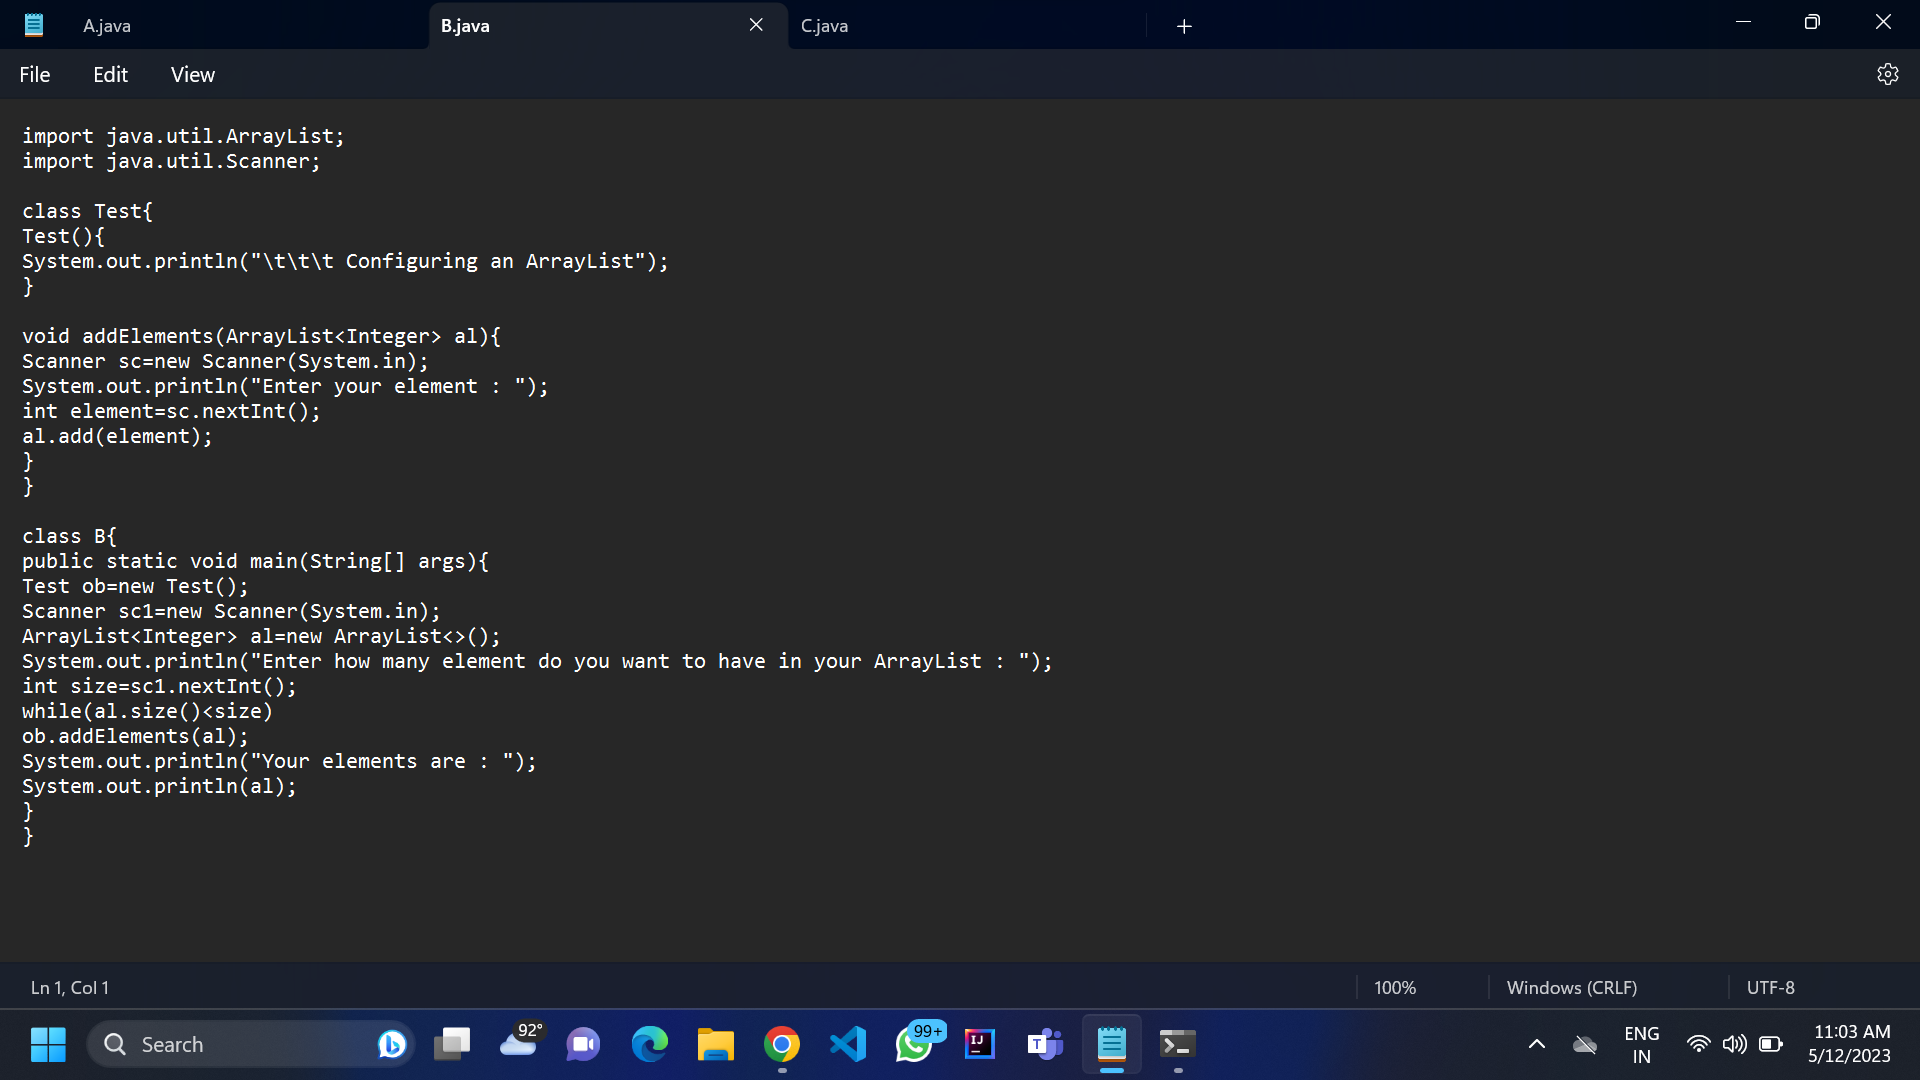 A.java
B.java
C.java
File
Edit
View
import java.util.ArrayList;
import java.util.Scanner;
class Test{
Test(){
System.out.println("\t\t\t Configuring an ArrayList");
}
void addElements(ArrayList<Integer> al){
Scanner sc=new Scanner(System.in);
System.out.println("Enter your element : ");
int element=sc.nextInt();
al.add(element);
}
}
class B{
public static void main(String[] args){
Test ob=new Test();
Scanner sc1=new Scanner(System.in);
ArrayList<Integer> al=new ArrayList<>();
System.out.println("Enter how many element do you want to have in your ArrayList : ");
int size=sc1.nextInt();
while(al.size()<size)
ob.addElements(al);
System.out.println("Your elements are : ");
System.out.println(al);
}
}
Ln 1, Col 1
100%
Windows (CRLF)
UTF-8
Search
92°
99+
IJ
T
ENG
IN
11:03 AM
5/12/2023